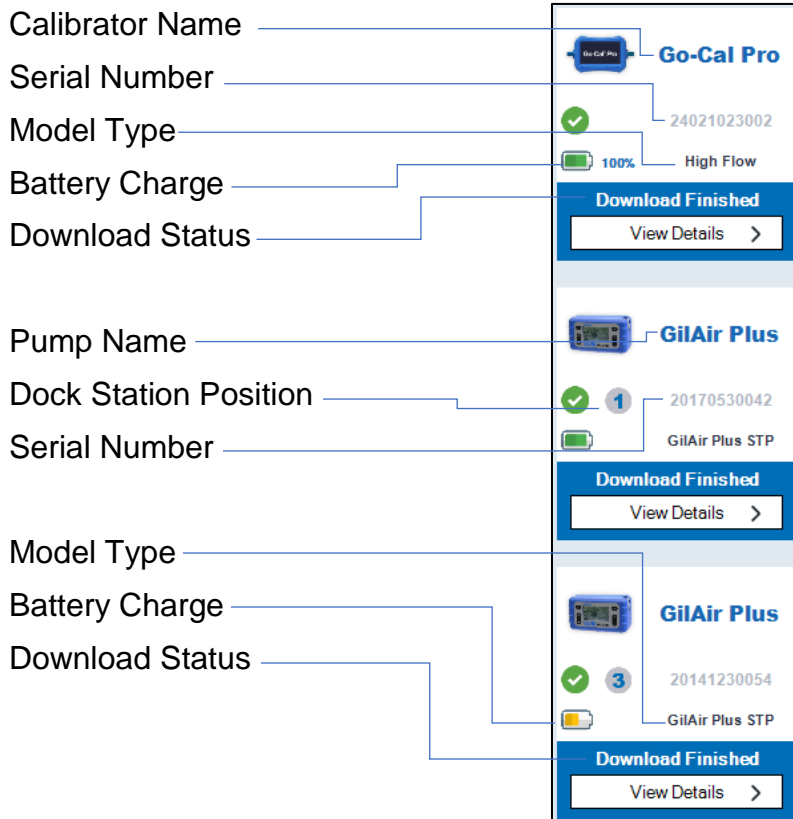 Calibrator Name
Serial Number
Model Type
Battery Charge
Download Status
Pump Name
Dock Station Position
Serial Number
Model Type
Battery Charge
Download Status
Go-Cal Pro
Go-Cal Pro
24021023002
100%
High Flow
Download Finished
View Details >
GilAir Plus
1
20170530042
GilAir Plus STP
Download Finished
View Details >
GilAir Plus
3
20141230054
GilAir Plus STP
Download Finished
View Details >